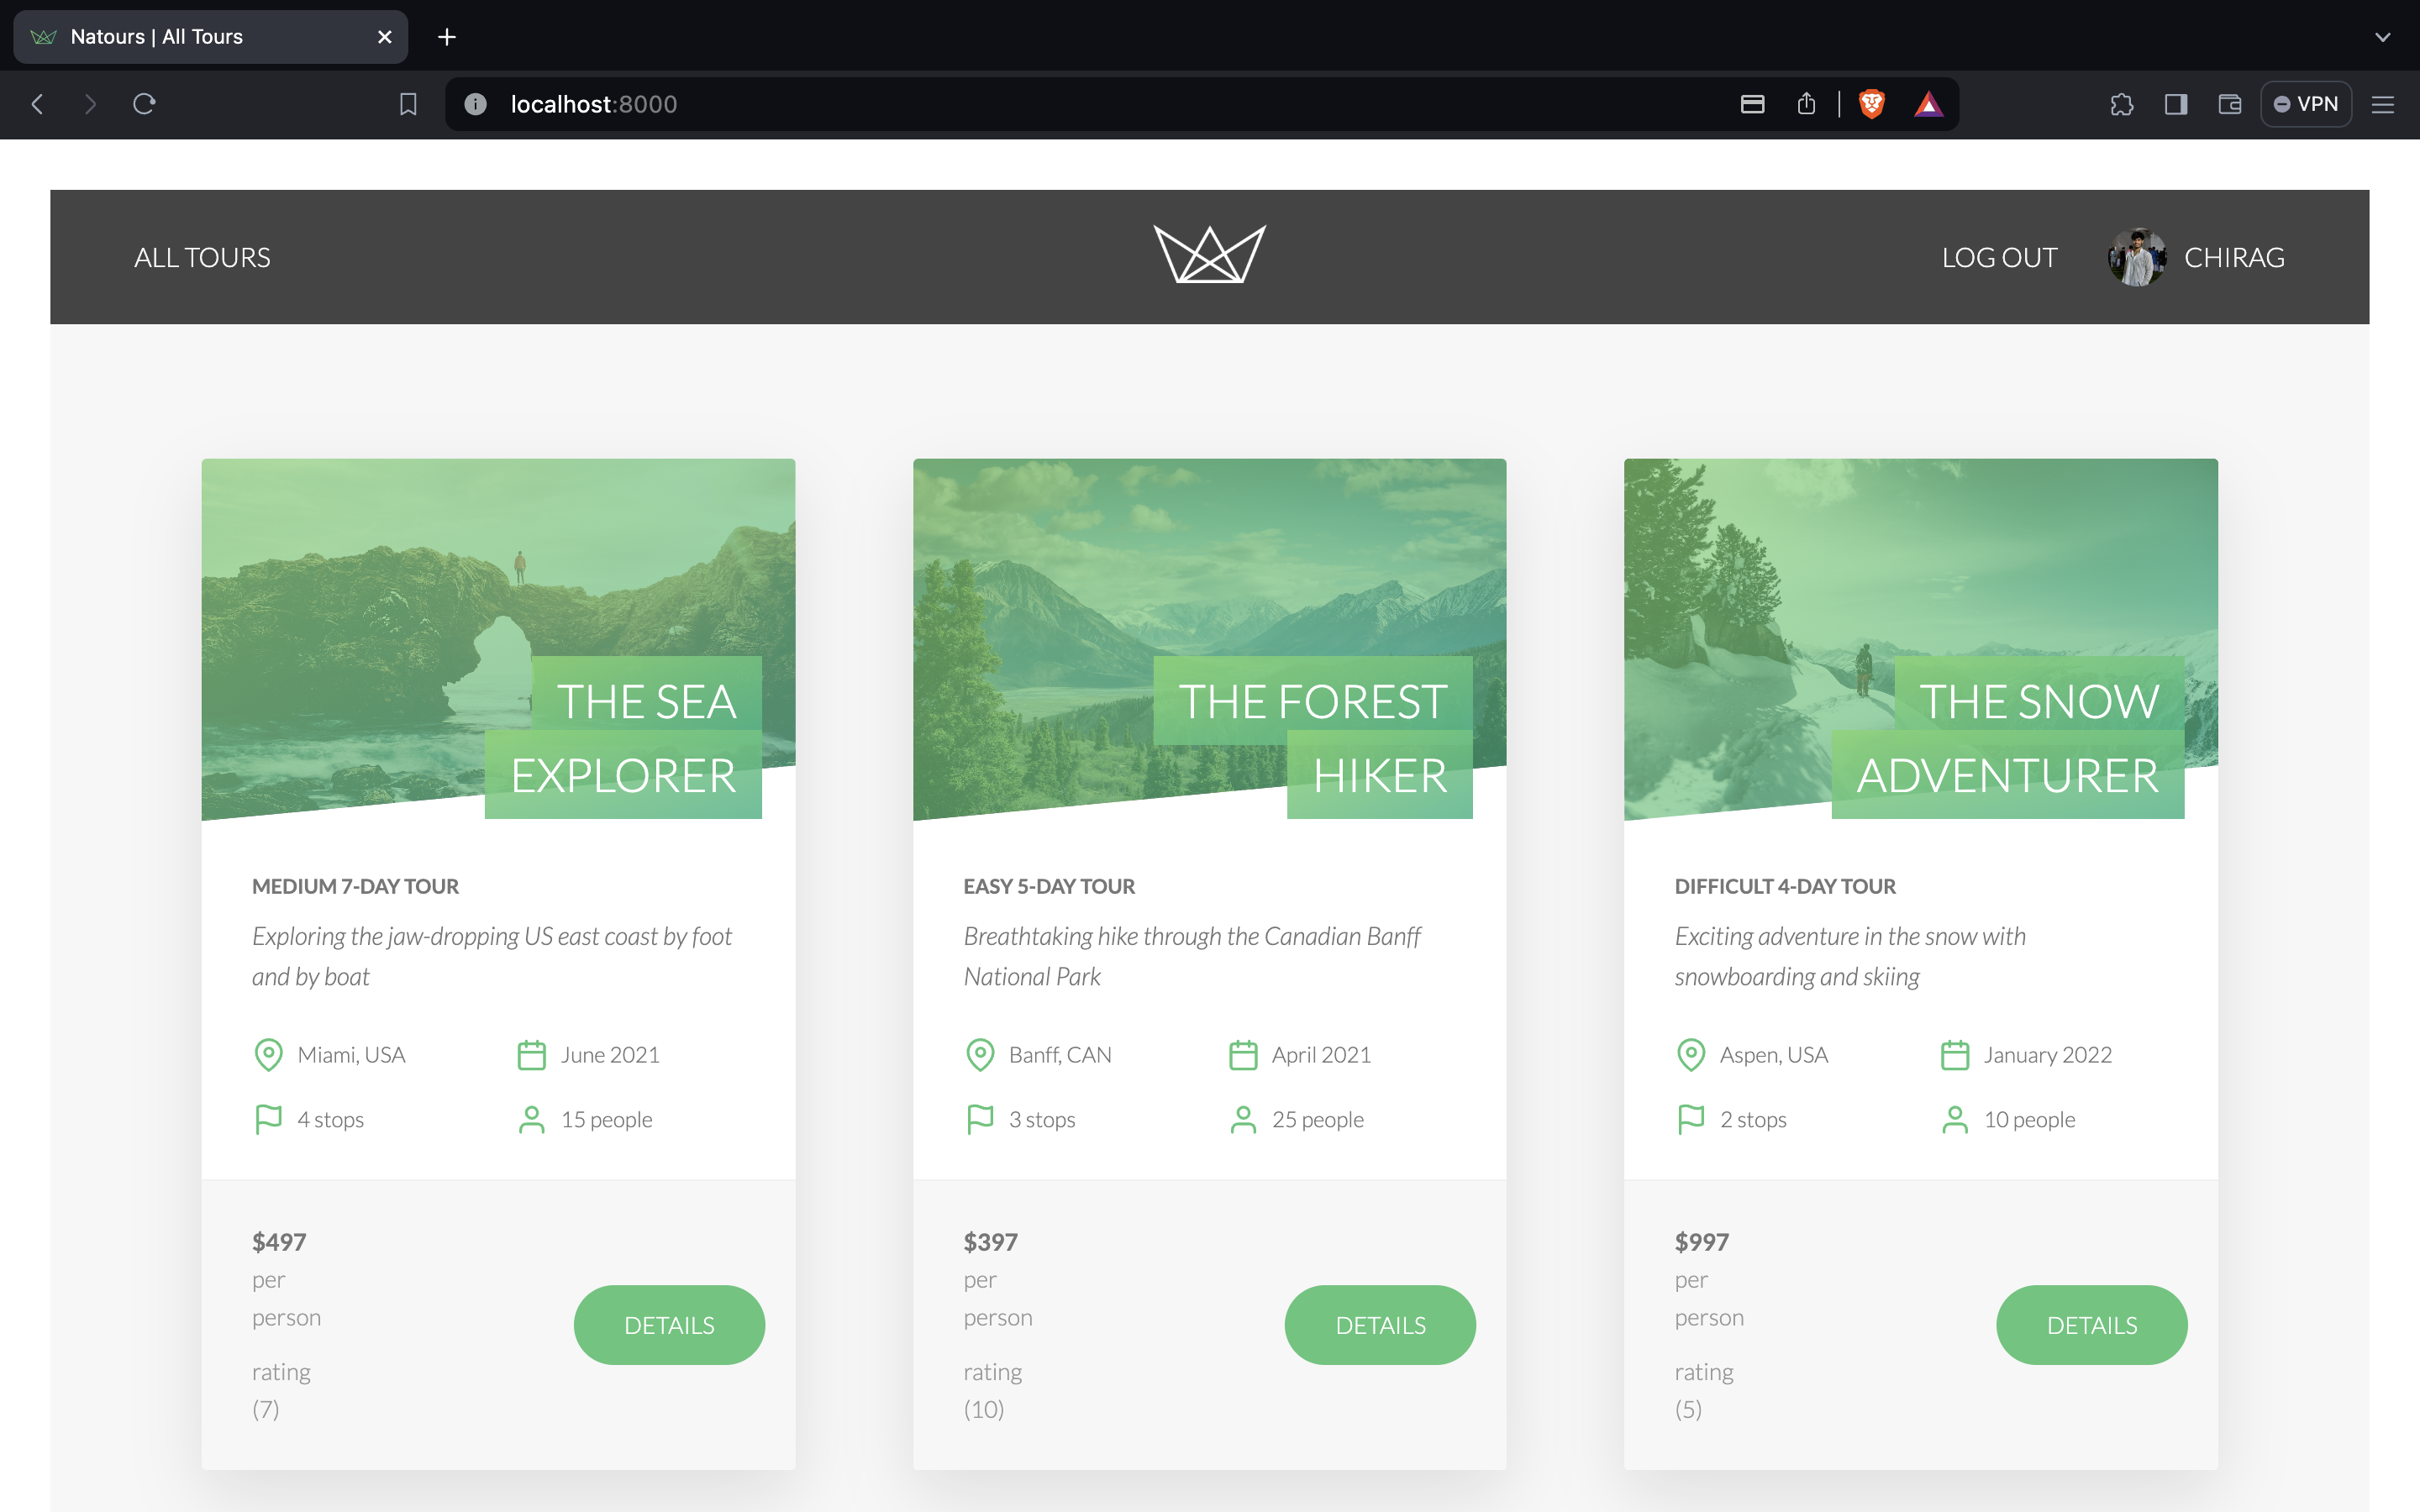 Natours | All Tours
localhost:8000
VPN
ALL TOURS
LOG OUT
CHIRAG
THE SEA
EXPLORER
MEDIUM 7-DAY TOUR
Exploring the jaw-dropping US east coast by foot
and by boat
Miami, USA
June 2021
4 stops
15 people
$497
per
person
rating
(7)
DETAILS
THE FOREST
HIKER
EASY 5-DAY TOUR
Breathtaking hike through the Canadian Banff
National Park
Banff, CAN
April 2021
3 stops
25 people
$397
per
person
rating
(10)
DETAILS
THE SNOW
ADVENTURER
DIFFICULT 4-DAY TOUR
Exciting adventure in the snow with
snowboarding and skiing
Aspen, USA
January 2022
2 stops
10 people
$997
per
person
rating
(5)
DETAILS